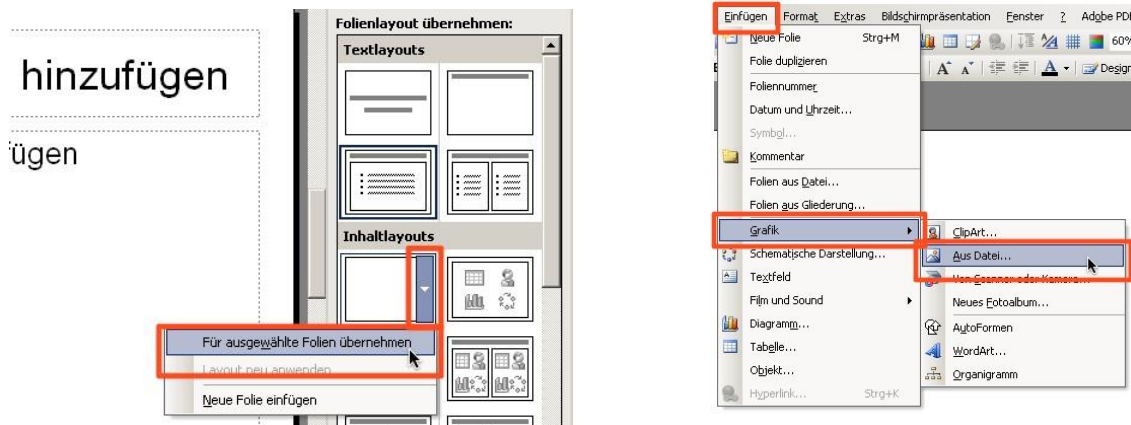 hinzufügen
fügen
Folienlayout übernehmen:
Textlayouts
Inhaltlayouts
Für ausgewählte Folien übernehmen
Layout neu anwenden
Neue Folie einfügen
Einfügen Format Extras Bildschirmpräsentation Fenster ? Adobe PDF
60%
Design
Neue Folie Strg+M
Folie duplizieren
Foliennummer
Datum und Uhrzeit...
Symbol...
Kommentar
Folien aus Datei...
Folien aus Gliederung...
Grafik
Schematische Darstellung...
Textfeld
Film und Sound
Diagramm...
Tabelle...
Objekt...
Hyperlink... Strg+K
ClipArt...
Aus Datei...
Von Scanner oder Kamera...
Neues Fotoalbum...
AutoFormen
WordArt...
Organigramm